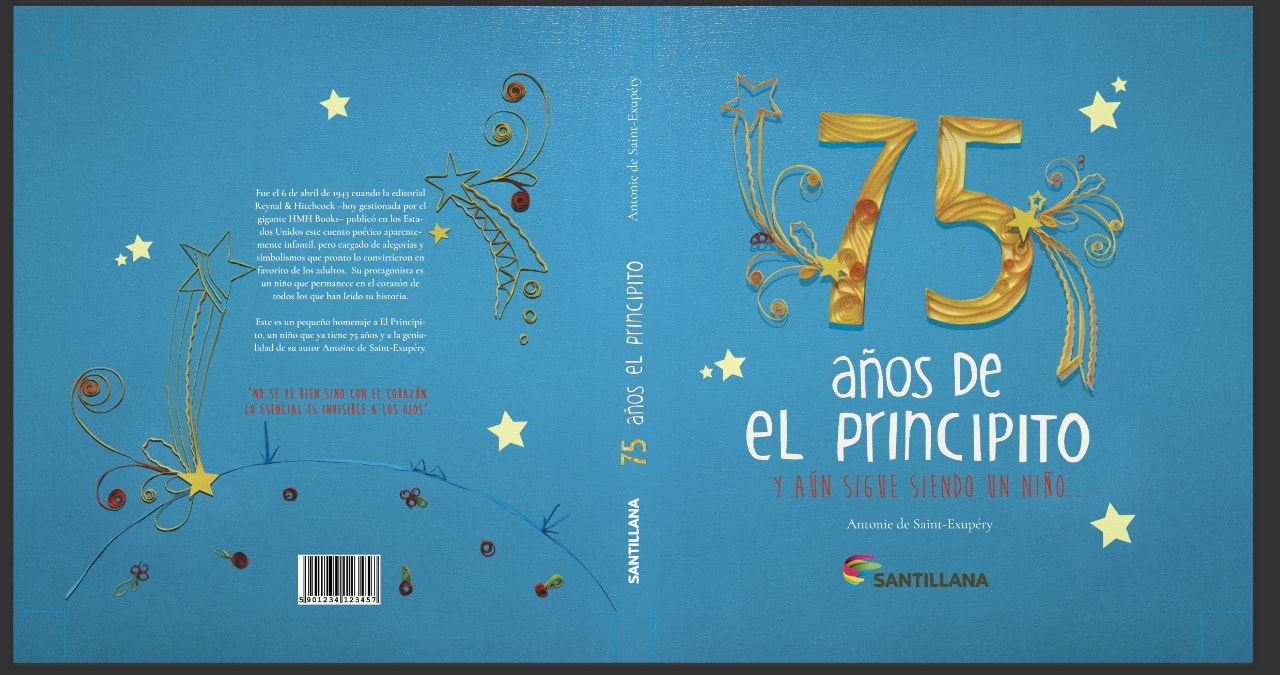 Fue el 6 de abril de 1943 cuando la editorial
Reynal & Hitchcock –hoy gestionada por el
gigante HMH Books– publicó en los Esta-
dos Unidos este cuento poético aparente-
mente infantil, pero cargado de alegorías y
simbolismos que pronto lo convirtieron en
favorito de los adultos. Su protagonista es
un niño que permanece en el corazón de
todos los que han leído su historia.
Este es un pequeño homenaje a El Principi-
to, un niño que ya tiene 75 años y a la genia-
lidad de su autor Antoine de Saint-Exupéry.
"NO SE VE BIEN SINO CON EL CORAZÓN.
LO ESENCIAL ES INVISIBLE A LOS OJOS"
5901234123457
Antonie de Saint-Exupéry
75 años EL PrINCIPITO
SANTILLANA
75
años DE
EL PrINCIPITO
Y AÚN SIGUE SIENDO UN NIÑO...
Antonie de Saint-Exupéry
SANTILLANA